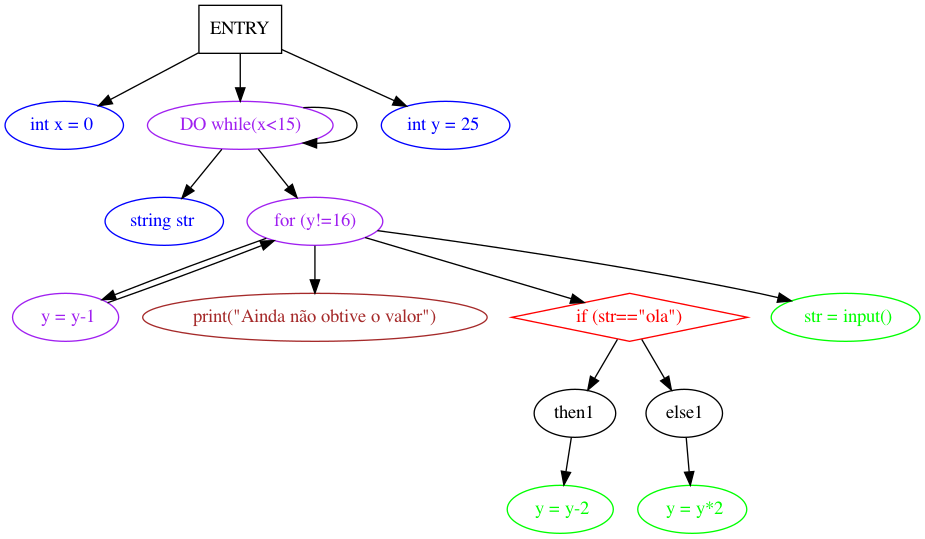 ENTRY
int x = 0
DO while(x<15)
int y = 25
string str
for (y!=16)
y = y-1
print("Ainda não obtive o valor")
if (str=="ola")
str = input()
then1
else1
y = y-2
y = y*2